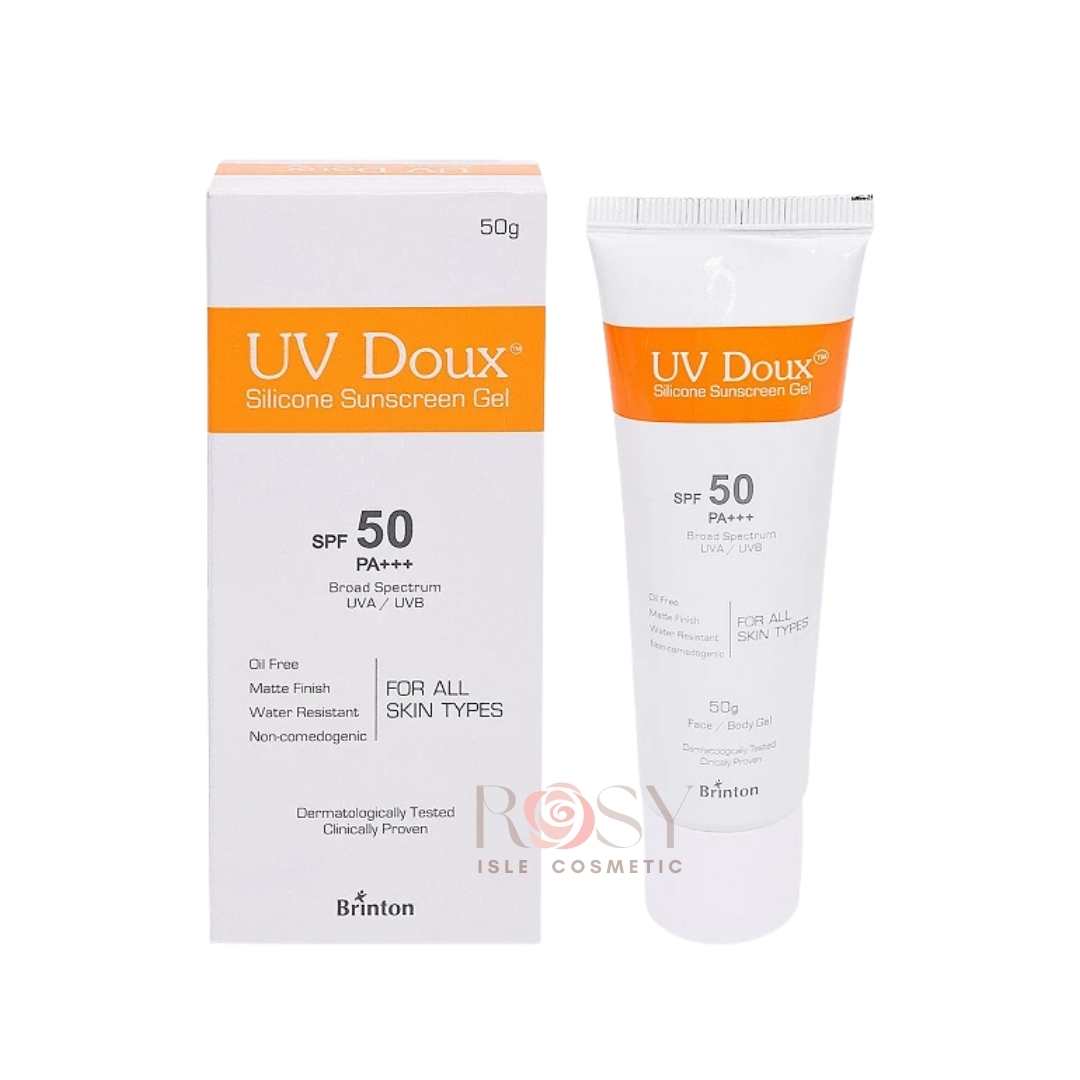 UV Doux
50g
UV Doux™
Silicone Sunscreen Gel
SPF 50
PA+++
Broad Spectrum
UVA / UVB
Oil Free
Matte Finish
Water Resistant
Non-comedogenic
FOR ALL
SKIN TYPES
Dermatologically Tested
Clinically Proven
Brinton
UV Doux™
Silicone Sunscreen Gel
SPF 50
PA+++
Broad Spectrum
UVA / UVB
Oil Free
Matte Finish
Water Resistant
Non-comedogenic
FOR ALL
SKIN TYPES
50g
Face / Body Gel
Dermatologically Tested
Clinically Proven
Brinton
ROSY
ISLE COSMETIC